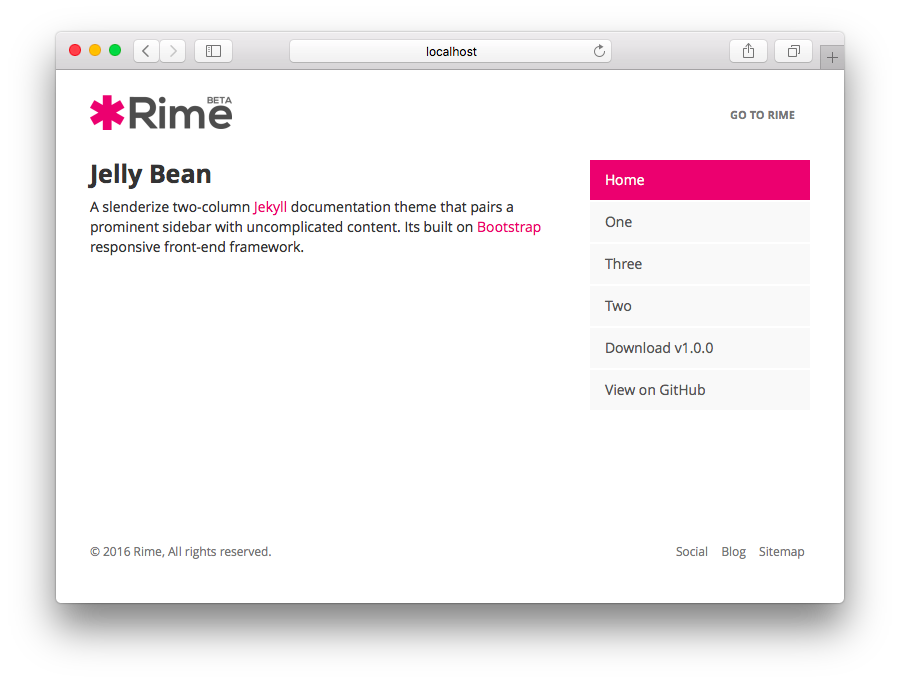 localhost
Rime BETA
GO TO RIME
Jelly Bean
A slenderize two-column Jekyll documentation theme that pairs a
prominent sidebar with uncomplicated content. Its built on Bootstrap
responsive front-end framework.
Home
One
Three
Two
Download v1.0.0
View on GitHub
© 2016 Rime, All rights reserved.
Social Blog Sitemap